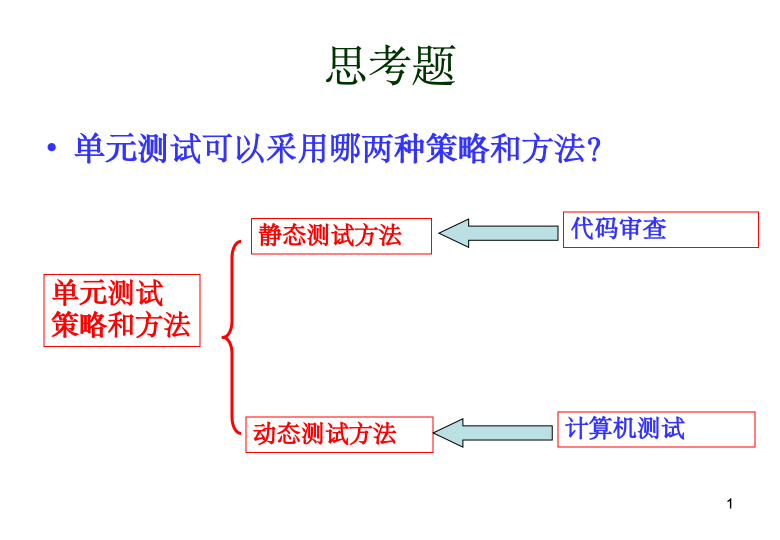 思考题
• 单元测试可以采用哪两种策略和方法?
静态测试方法
代码审查
单元测试
策略和方法
动态测试方法
计算机测试
1